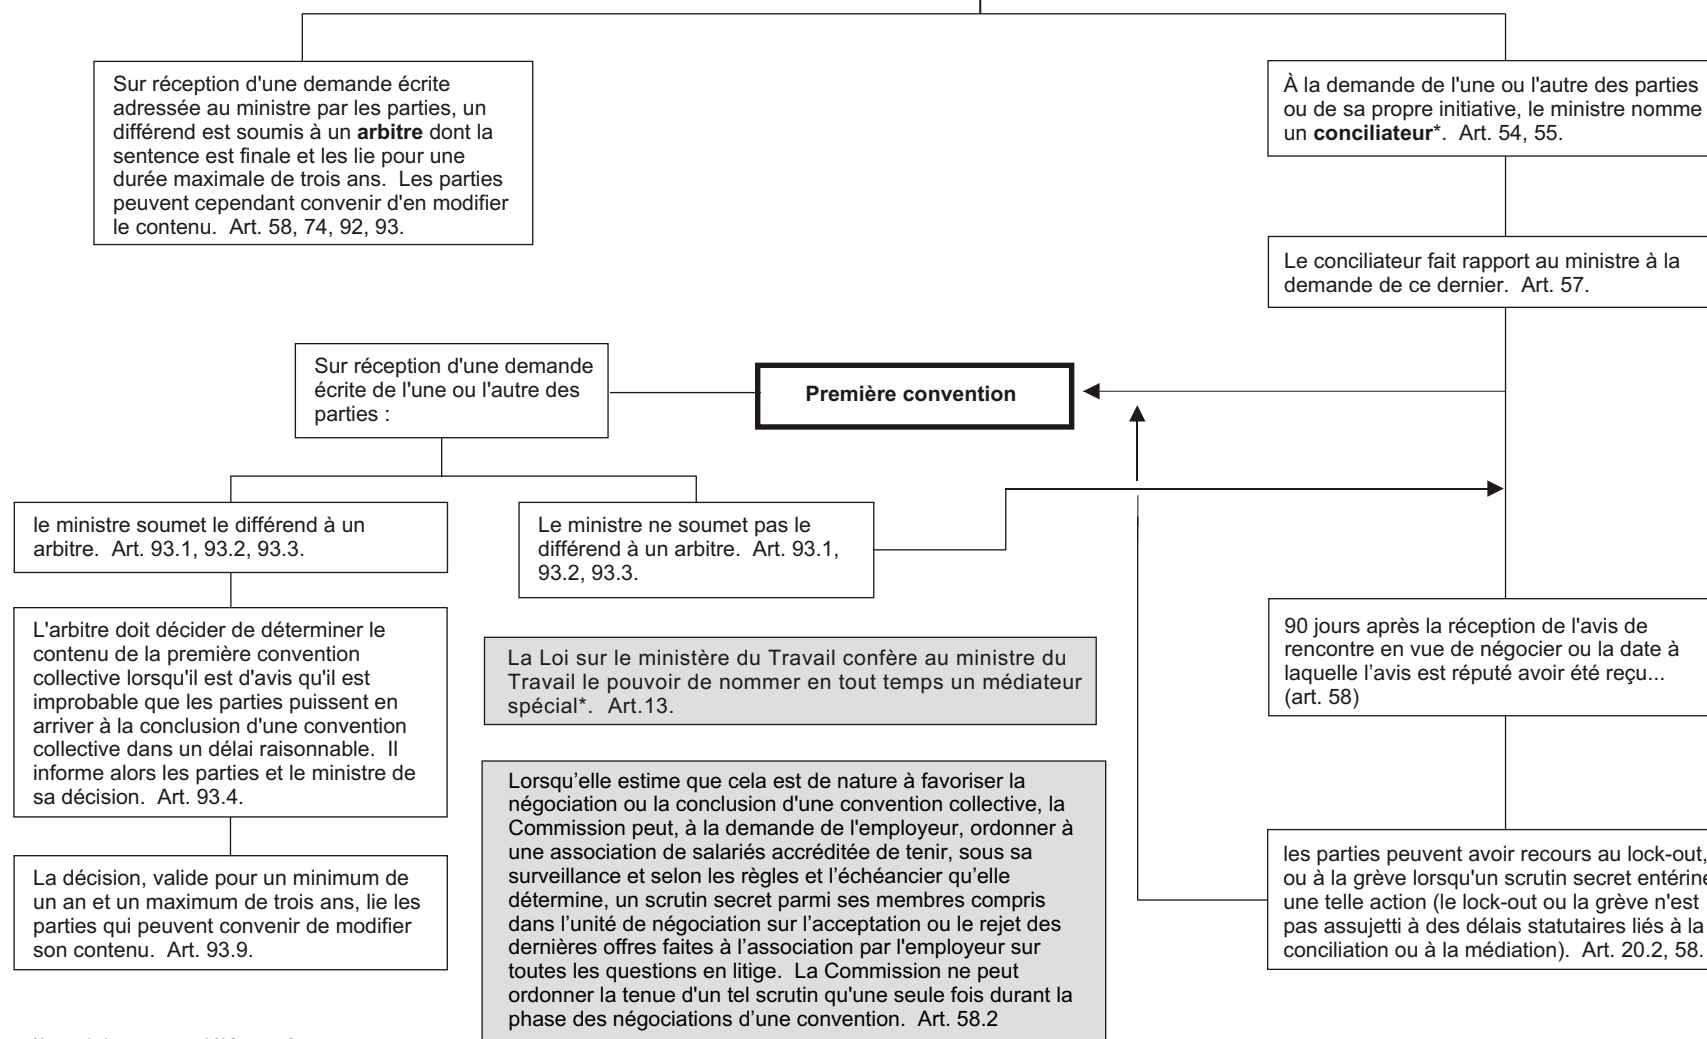 Sur réception d'une demande écrite
adressée au ministre par les parties, un
différend est soumis à un arbitre dont la
sentence est finale et les lie pour une
durée maximale de trois ans. Les parties
peuvent cependant convenir d'en modifier
le contenu. Art. 58, 74, 92, 93.
À la demande de l'une ou l'autre des parties
ou de sa propre initiative, le ministre nomme
un conciliateur*. Art. 54, 55.
Le conciliateur fait rapport au ministre à la
demande de ce dernier. Art. 57.
Sur réception d'une demande
écrite de l'une ou l'autre des
parties :
Première convention
le ministre soumet le différend à un
arbitre. Art. 93.1, 93.2, 93.3.
Le ministre ne soumet pas le
différend à un arbitre. Art. 93.1,
93.2, 93.3.
L'arbitre doit décider de déterminer le
contenu de la première convention
collective lorsqu'il est d'avis qu'il est
improbable que les parties puissent en
arriver à la conclusion d'une convention
collective dans un délai raisonnable. Il
informe alors les parties et le ministre de
sa décision. Art. 93.4.
La décision, valide pour un minimum de
un an et un maximum de trois ans, lie les
parties qui peuvent convenir de modifier
son contenu. Art. 93.9.
La Loi sur le ministère du Travail confère au ministre du
Travail le pouvoir de nommer en tout temps un médiateur
spécial*. Art.13.
Lorsqu’elle estime que cela est de nature à favoriser la
négociation ou la conclusion d'une convention collective, la
Commission peut, à la demande de l'employeur, ordonner à
une association de salariés accréditée de tenir, sous sa
surveillance et selon les règles et l’échéancier qu’elle
détermine, un scrutin secret parmi ses membres compris
dans l’unité de négociation sur l’acceptation ou le rejet des
dernières offres faites à l’association par l'employeur sur
toutes les questions en litige. La Commission ne peut
ordonner la tenue d'un tel scrutin qu'une seule fois durant la
phase des négociations d’une convention. Art. 58.2
90 jours après la réception de l'avis de
rencontre en vue de négocier ou la date à
laquelle l’avis est réputé avoir été reçu...
(art. 58)
les parties peuvent avoir recours au lock-out,
ou à la grève lorsqu'un scrutin secret entérine
une telle action (le lock-out ou la grève n'est
pas assujetti à des délais statutaires liés à la
conciliation ou à la médiation). Art. 20.2, 58.